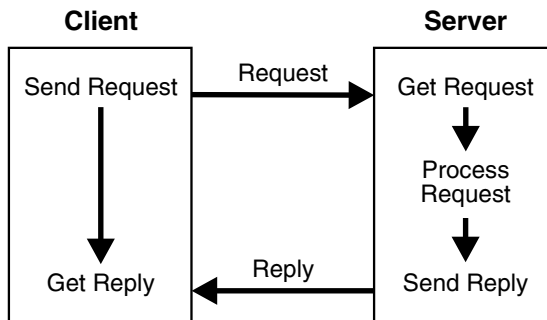 Client
Server
Send Request
Request
Get Request
Process
Request
Get Reply
Reply
Send Reply